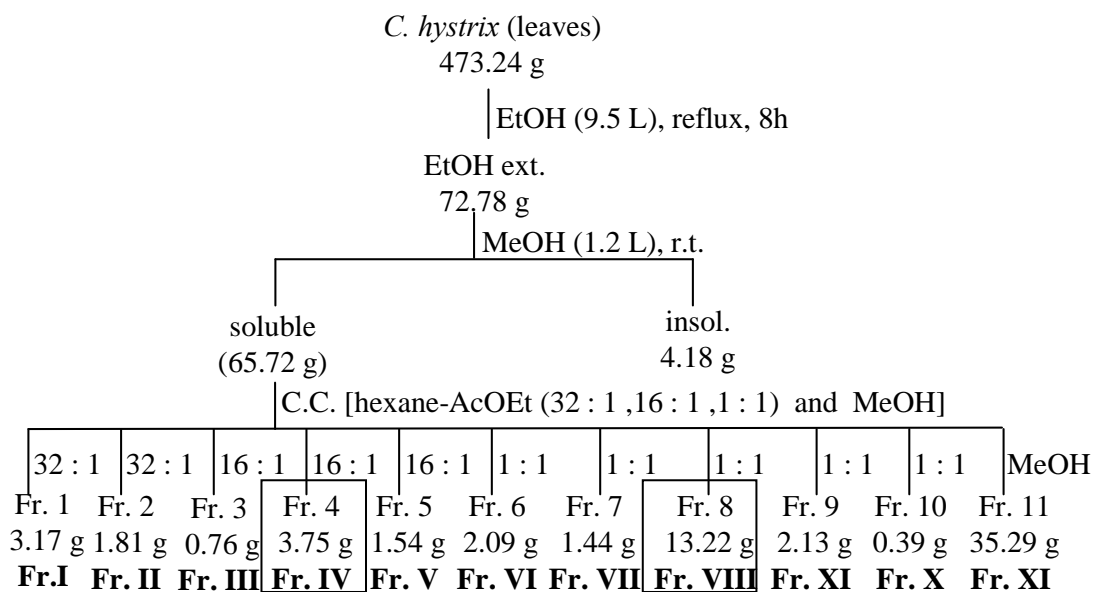 C. hystrix (leaves)
473.24 g
EtOH (9.5 L), reflux, 8h
EtOH ext.
72.78 g
MeOH (1.2 L), r.t.
soluble insol.
(65.72 g) 4.18 g
C.C. [hexane-AcOEt (32 : 1 ,16 : 1 ,1 : 1) and MeOH]
32 : 1 32 : 1 16 : 1 16 : 1 16 : 1 1 : 1 1 : 1 1 : 1 1 : 1 1 : 1 MeOH
Fr. 1 Fr. 2 Fr. 3 Fr. 4 Fr. 5 Fr. 6 Fr. 7 Fr. 8 Fr. 9 Fr. 10 Fr. 11
3.17 g 1.81 g 0.76 g 3.75 g 1.54 g 2.09 g 1.44 g 13.22 g 2.13 g 0.39 g 35.29 g
Fr.I Fr. II Fr. III Fr. IV Fr. V Fr. VI Fr. VII Fr. VIII Fr. XI Fr. X Fr. XI